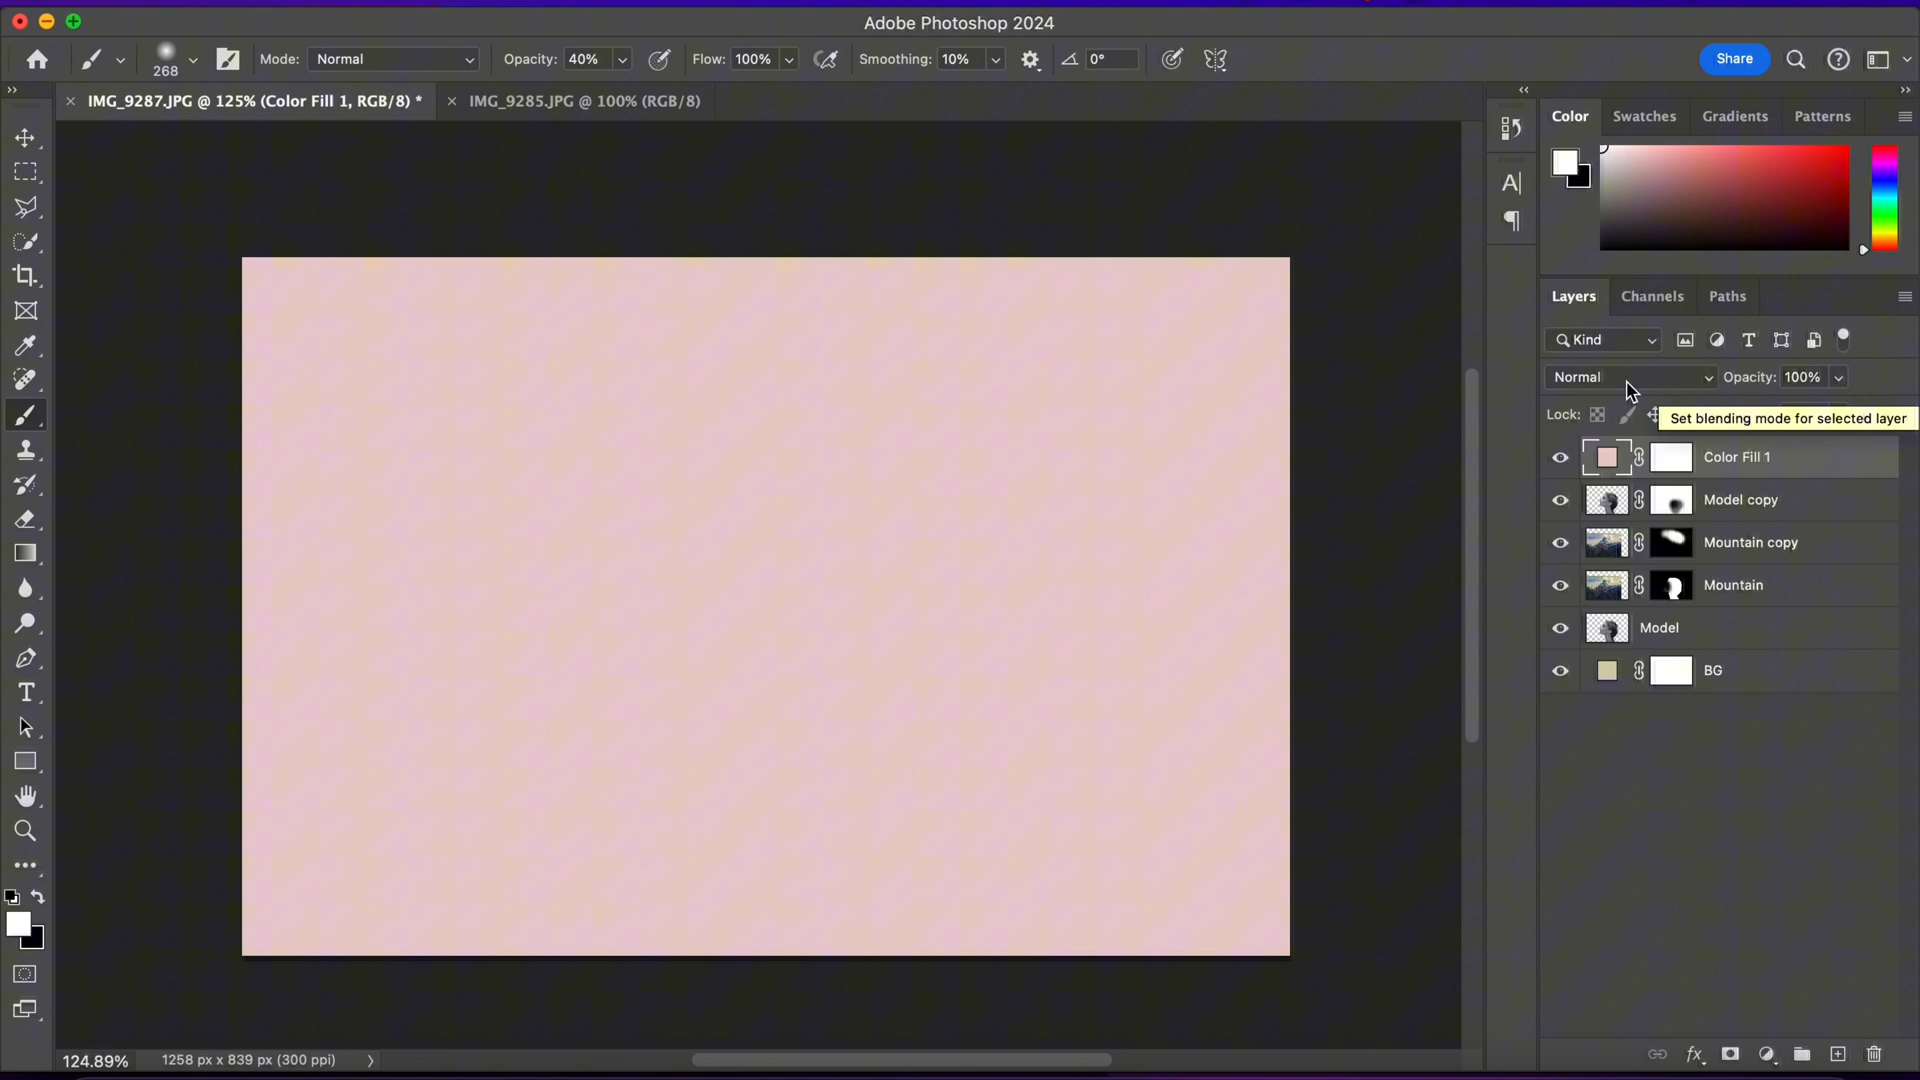 Adobe Photoshop 2024
268
Mode: Normal
Opacity: 40%
Flow: 100%
Smoothing: 10%
0°
Share
IMG_9287.JPG @ 125% (Color Fill 1, RGB/8) *
IMG_9285.JPG @ 100% (RGB/8)
Color
Swatches
Gradients
Patterns
Layers
Channels
Paths
Kind
Normal
Opacity: 100%
Lock:
Set blending mode for selected layer
Color Fill 1
Model copy
Mountain copy
Mountain
Model
BG
fx
124.89%
1258 px x 839 px (300 ppi)